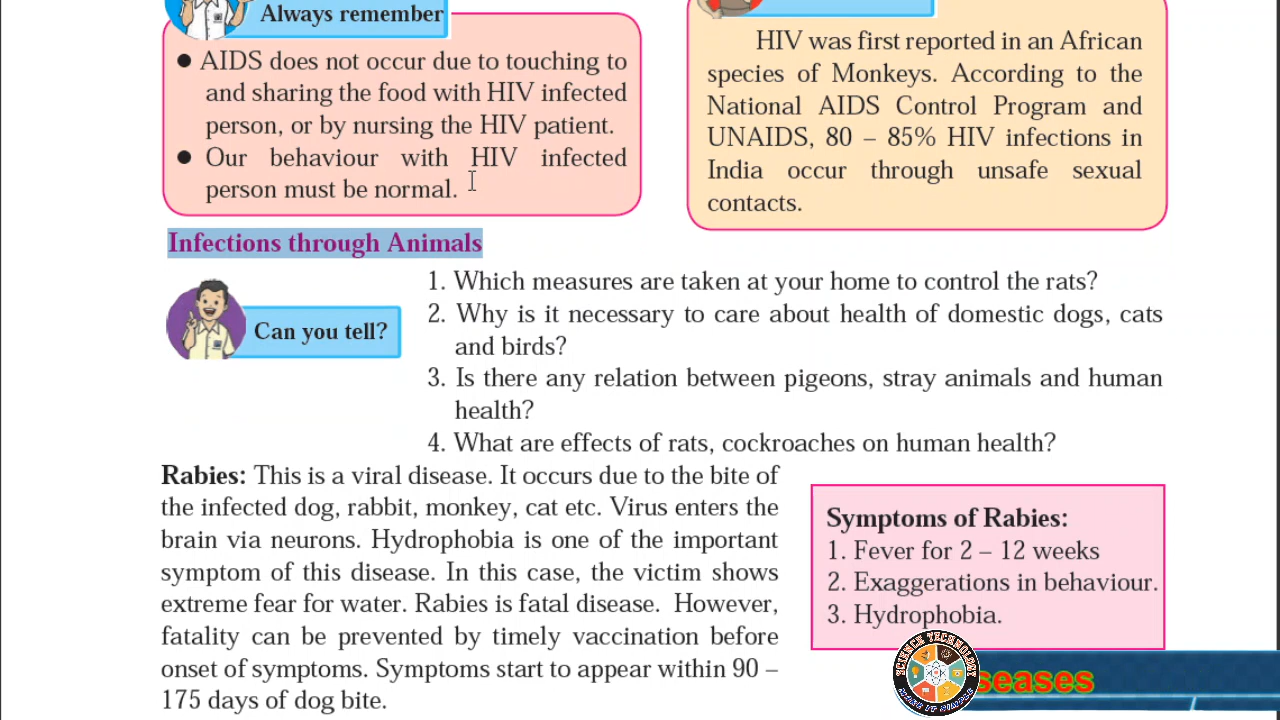 Always remember
● AIDS does not occur due to touching to
and sharing the food with HIV infected
person, or by nursing the HIV patient.
● Our behaviour with HIV infected
person must be normal.
HIV was first reported in an African
species of Monkeys. According to the
National AIDS Control Program and
UNAIDS, 80 – 85% HIV infections in
India occur through unsafe sexual
contacts.
Infections through Animals
Can you tell?
1. Which measures are taken at your home to control the rats?
2. Why is it necessary to care about health of domestic dogs, cats
and birds?
3. Is there any relation between pigeons, stray animals and human
health?
4. What are effects of rats, cockroaches on human health?
Rabies: This is a viral disease. It occurs due to the bite of
the infected dog, rabbit, monkey, cat etc. Virus enters the
brain via neurons. Hydrophobia is one of the important
symptom of this disease. In this case, the victim shows
extreme fear for water. Rabies is fatal disease. However,
fatality can be prevented by timely vaccination before
onset of symptoms. Symptoms start to appear within 90 –
175 days of dog bite.
Symptoms of Rabies:
1. Fever for 2 – 12 weeks
2. Exaggerations in behaviour.
3. Hydrophobia.
SCIENCE TECHNOLOGY
seases